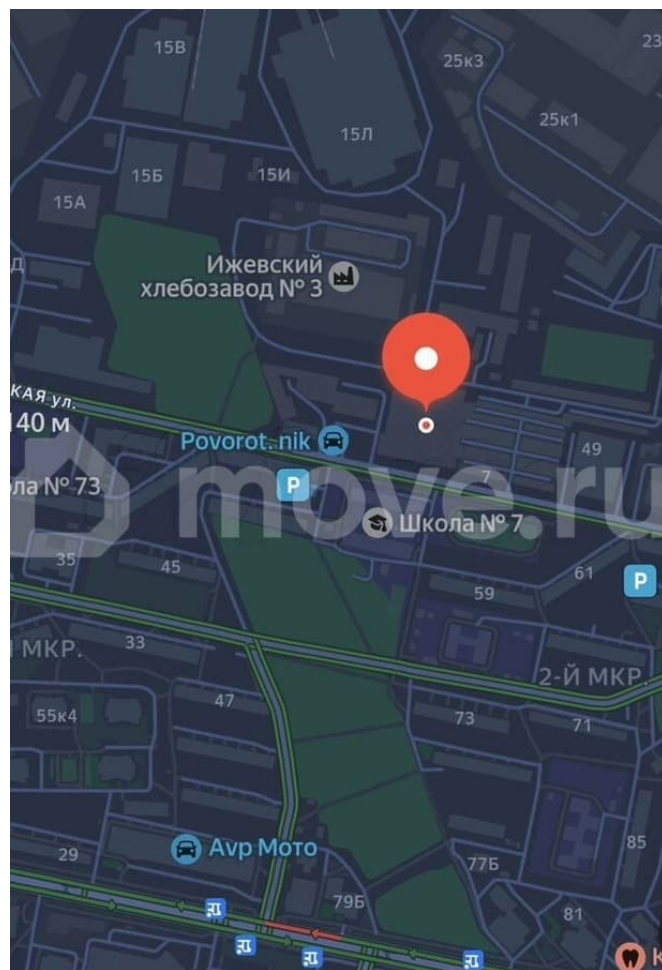 15В
25к3
23
15Л
25к1
15Б
15И
15А
Д
Ижевский
хлебозавод № 3
КАЯ ул.
140 м
Povorot. nik
49
P
7
ола № 73
move.ru
Школа № 7
35
45
61
P
59
33
МКР.
2-Й МКР.
47
55к4
73
71
29
Avp Мото
85
77Б
79Б
81
К